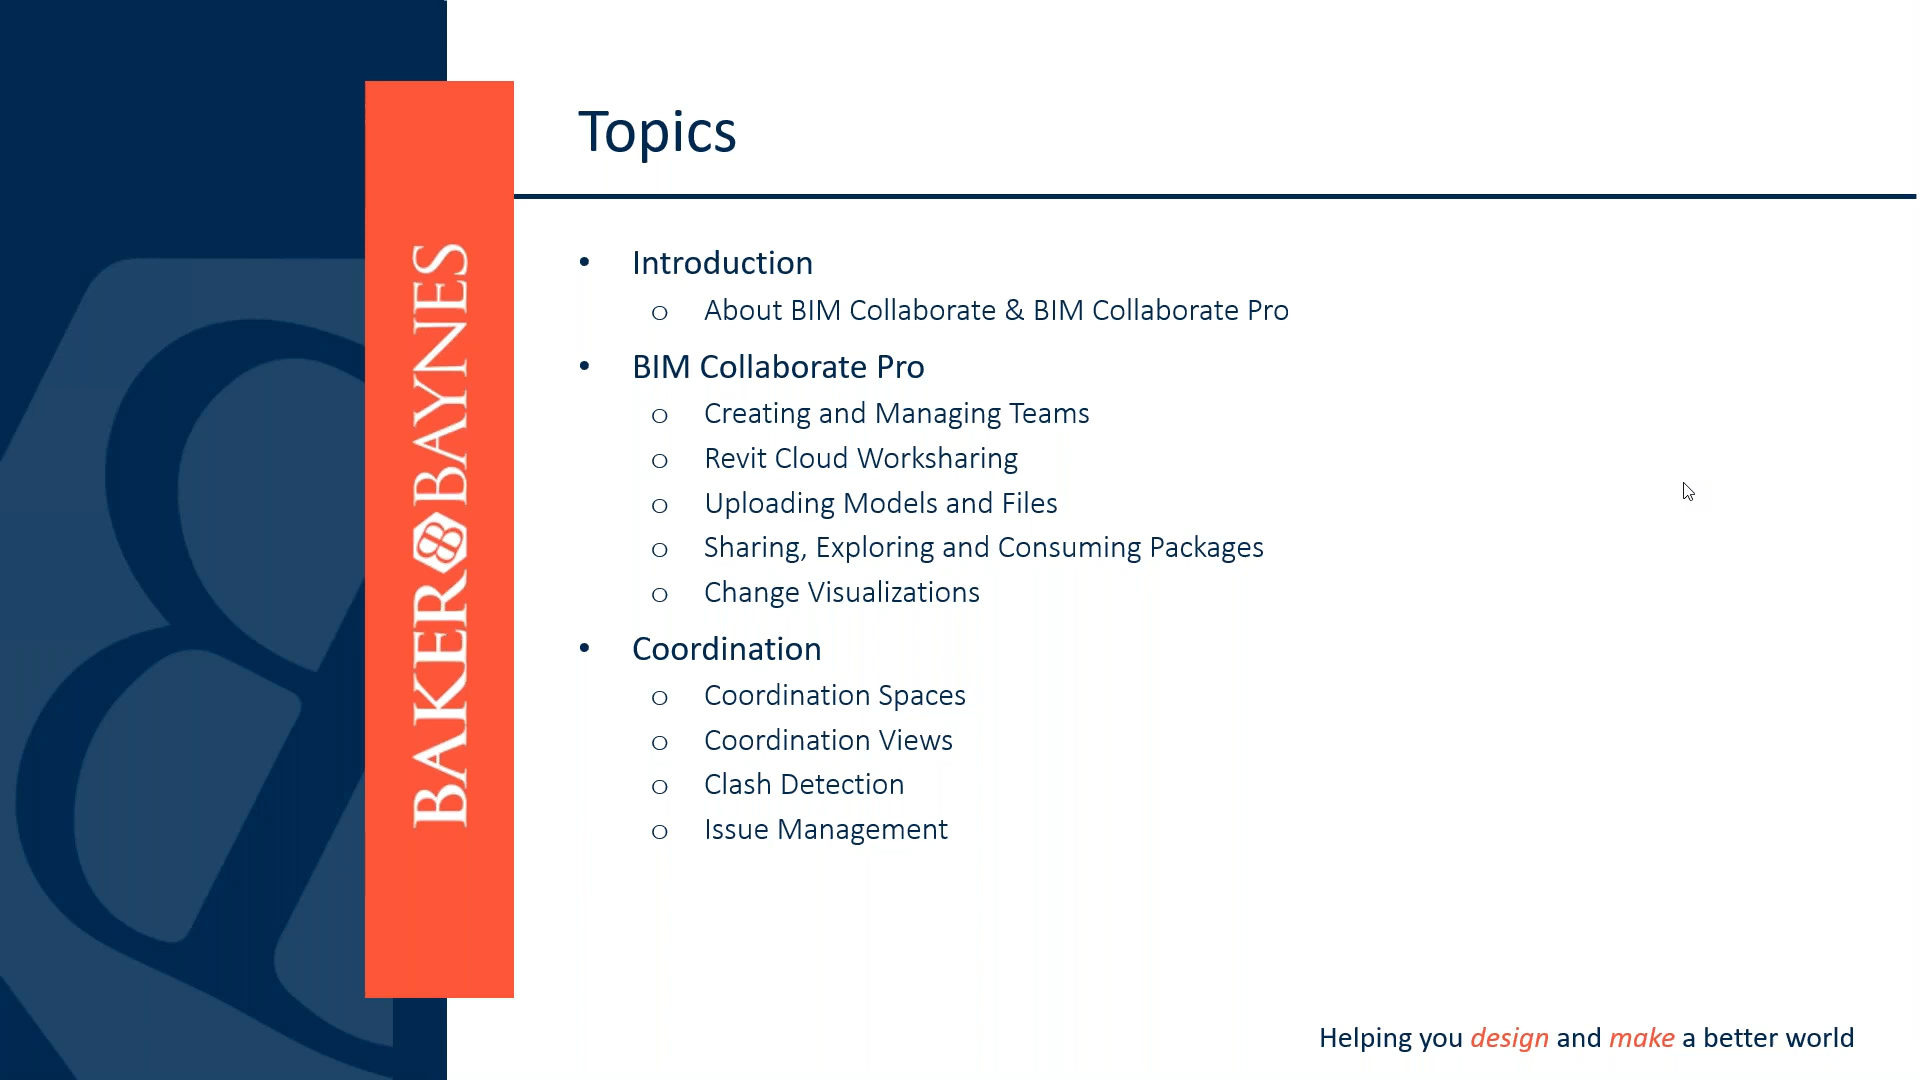 BAKER BAYNES
Topics
• Introduction
o About BIM Collaborate & BIM Collaborate Pro
• BIM Collaborate Pro
o Creating and Managing Teams
o Revit Cloud Worksharing
o Uploading Models and Files
o Sharing, Exploring and Consuming Packages
o Change Visualizations
• Coordination
o Coordination Spaces
o Coordination Views
o Clash Detection
o Issue Management
Helping you design and make a better world